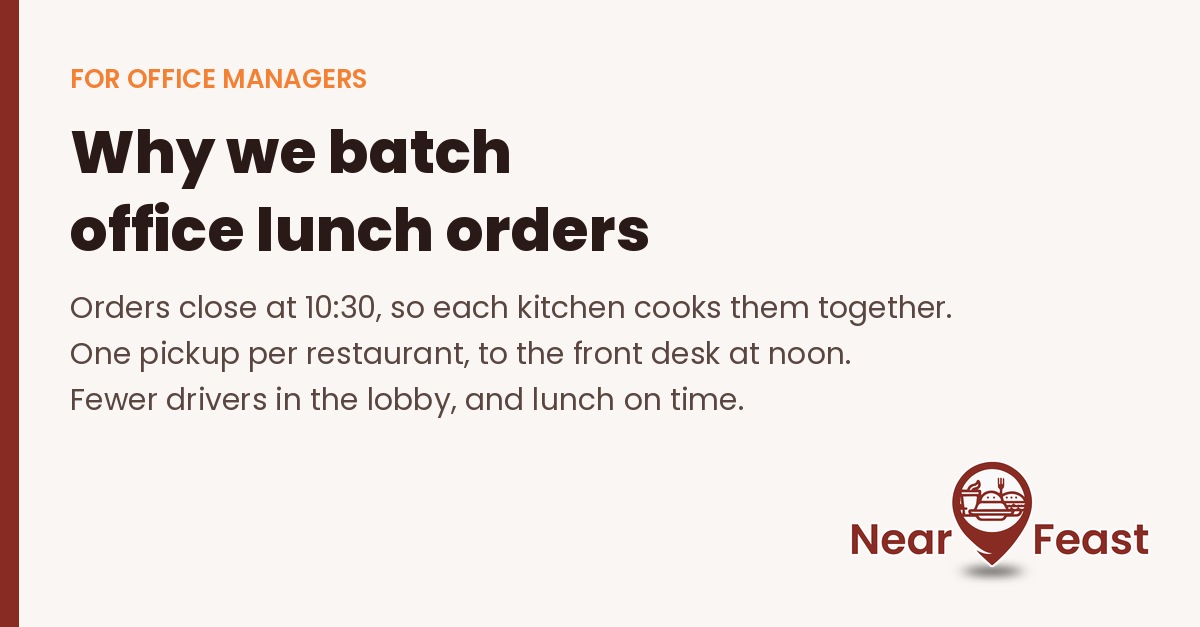 FOR OFFICE MANAGERS
Why we batch
office lunch orders
Orders close at 10:30, so each kitchen cooks them together.
One pickup per restaurant, to the front desk at noon.
Fewer drivers in the lobby, and lunch on time.
Near Feast